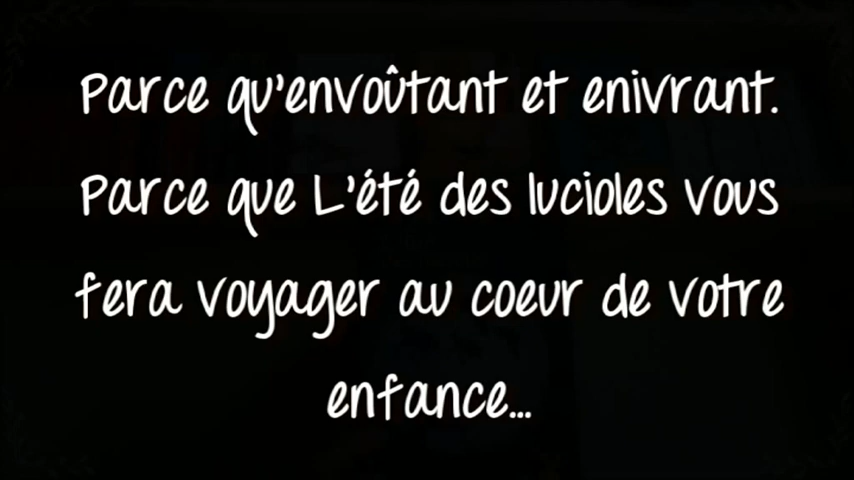 Parce qu'envoûtant et enivrant.
Parce que L'été des lucioles vous
fera voyager au coeur de votre
enfance...